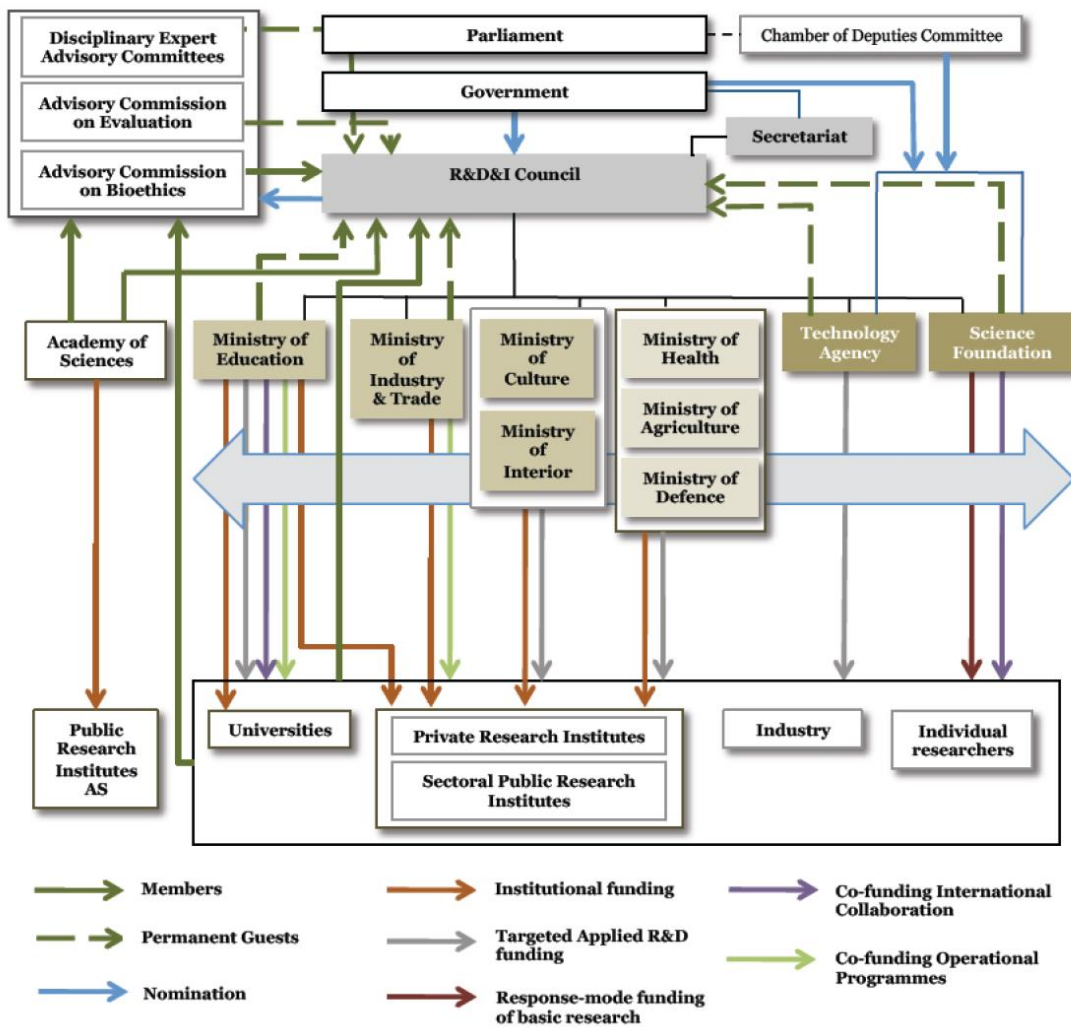 Disciplinary Expert
Advisory Committees
Advisory Commission
on Evaluation
Advisory Commission
on Bioethics
Parliament
Chamber of Deputies Committee
Government
Secretariat
R&D&I Council
Academy of
Sciences
Ministry of
Education
Ministry
of
Industry
& Trade
Ministry
of
Culture
Ministry
of
Interior
Ministry of
Health
Ministry of
Agriculture
Ministry of
Defence
Technology
Agency
Science
Foundation
Public
Research
Institutes
AS
Universities
Private Research Institutes
Sectoral Public Research
Institutes
Industry
Individual
researchers
Members
Permanent Guests
Nomination
Institutional funding
Targeted Applied R&D
funding
Response-mode funding
of basic research
Co-funding International
Collaboration
Co-funding Operational
Programmes